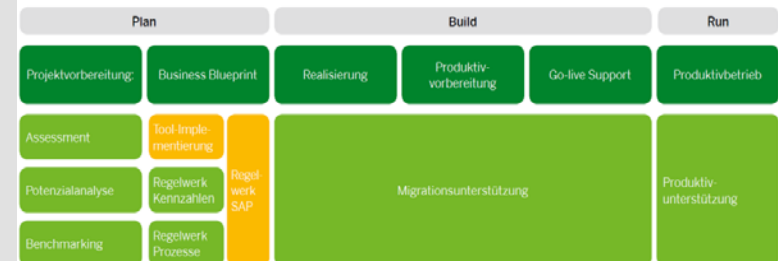 Plan
Build
Run
Projektvorbereitung:
Business Blueprint
Realisierung
Produktiv-
vorbereitung
Go-live Support
Produktivbetrieb
Assessment
Tool-Imple-
mentierung
Regel-
werk
SAP
Potenzialanalyse
Regelwerk
Kennzahlen
Migrationsunterstützung
Produktiv-
unterstützung
Benchmarking
Regelwerk
Prozesse